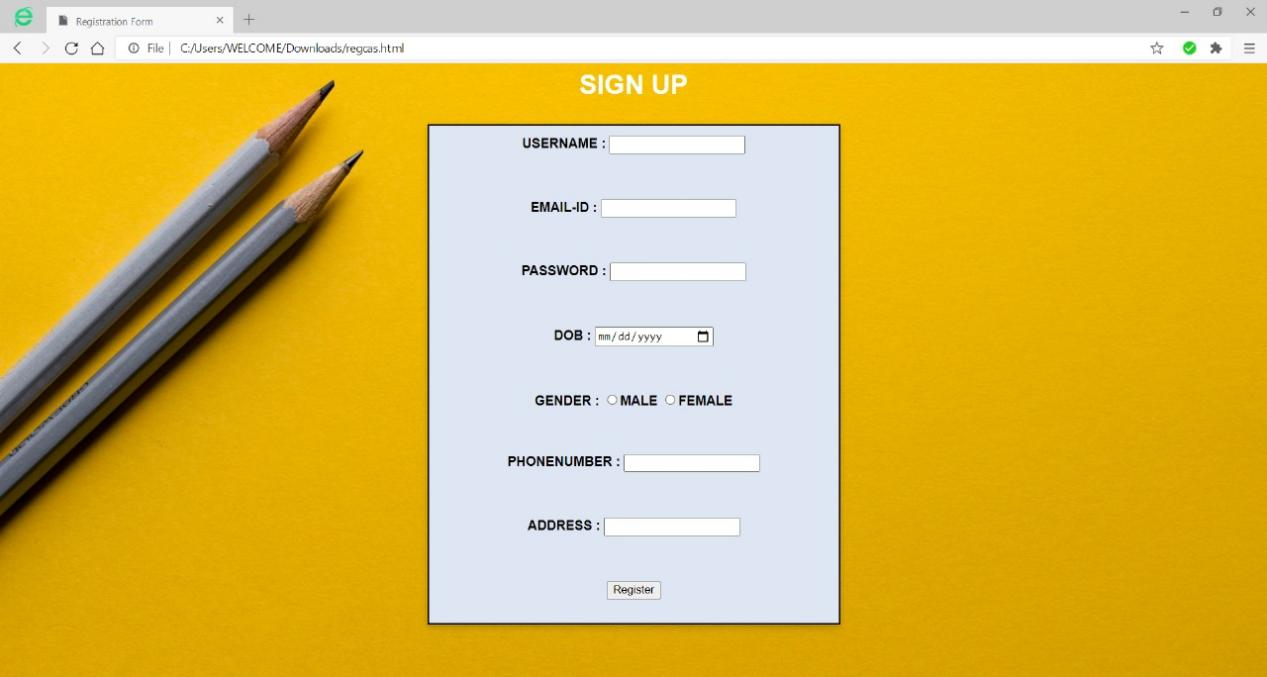 Registration Form
File | C:/Users/WELCOME/Downloads/regcas.html
SIGN UP
USERNAME :
EMAIL-ID :
PASSWORD :
DOB : mm/dd/yyyy
GENDER : MALE FEMALE
PHONENUMBER :
ADDRESS :
Register